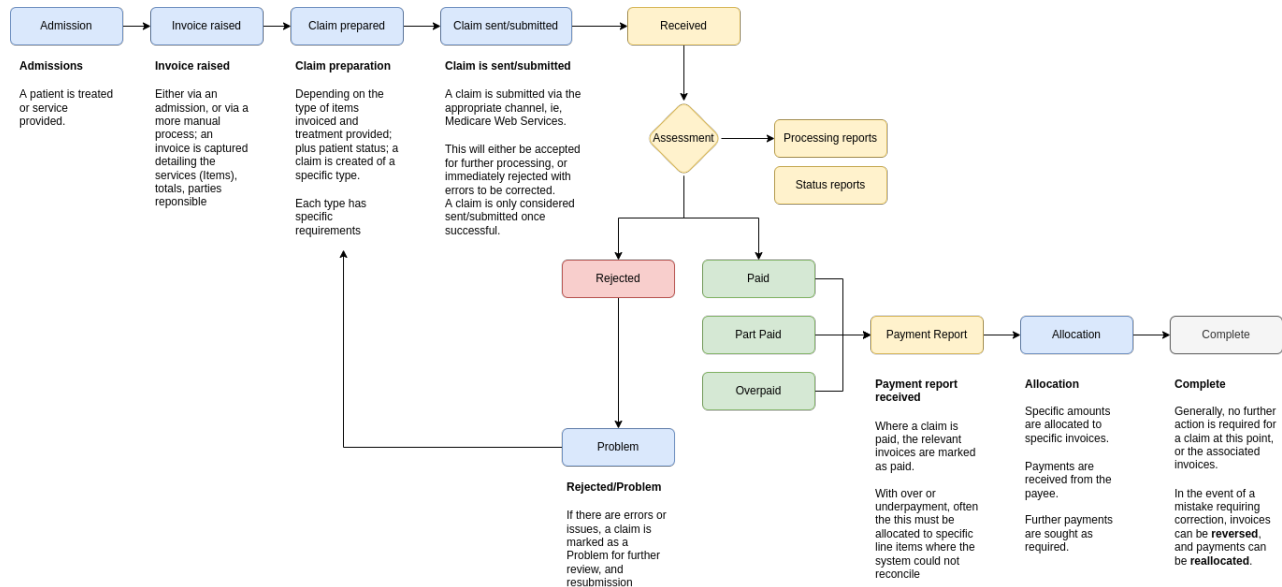 Admission
Invoice raised
Claim prepared
Claim sent/submitted
Received
Admissions
A patient is treated
or service
provided.
Invoice raised
Either via an
admission, or via a
more manual
process; an
invoice is captured
detailing the
services (Items),
totals, parties
reponsible
Claim preparation
Depending on the
type of items
invoiced and
treatment provided;
plus patient status; a
claim is created of a
specific type.
Each type has
specific
requirements
Claim is sent/submitted
A claim is submitted via the
appropriate channel, ie,
Medicare Web Services.
This will either be accepted
for further processing, or
immediately rejected with
errors to be corrected.
A claim is only considered
sent/submitted once
successful.
Assessment
Processing reports
Status reports
Rejected
Paid
Part Paid
Overpaid
Payment Report
Allocation
Complete
Problem
Rejected/Problem
If there are errors or
issues, a claim is
marked as a
Problem for further
review, and
resubmission
Payment report
received
Where a claim is
paid, the relevant
invoices are marked
as paid.
With over or
underpayment, often
the this must be
allocated to specific
line items where the
system could not
reconcile
Allocation
Specific amounts
are allocated to
specific invoices.
Payments are
received from the
payee.
Further payments
are sought as
required.
Complete
Generally, no further
action is required for
a claim at this point,
or the associated
invoices.
In the event of a
mistake requiring
correction, invoices
can be reversed,
and payments can
be reallocated.